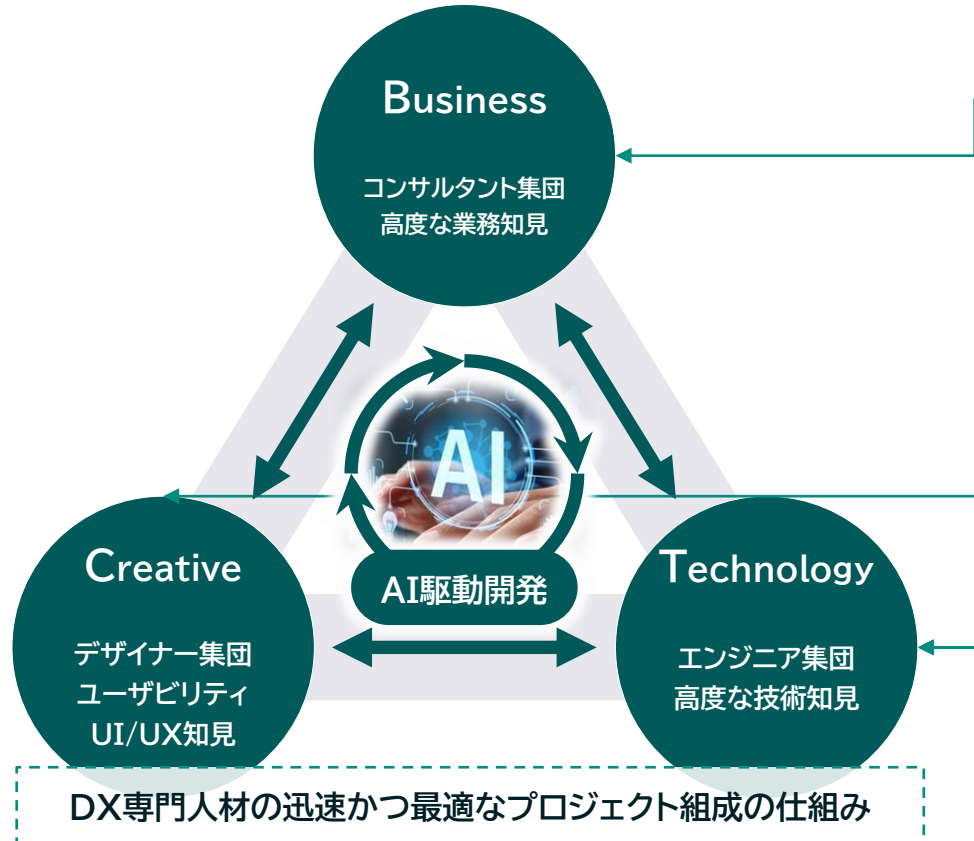 Business
コンサルタント集団
高度な業務知見
AI
AI駆動開発
Creative
デザイナー集団
ユーザビリティ
UI/UX知見
Technology
エンジニア集団
高度な技術知見
DX専門人材の迅速かつ最適なプロジェクト組成の仕組み